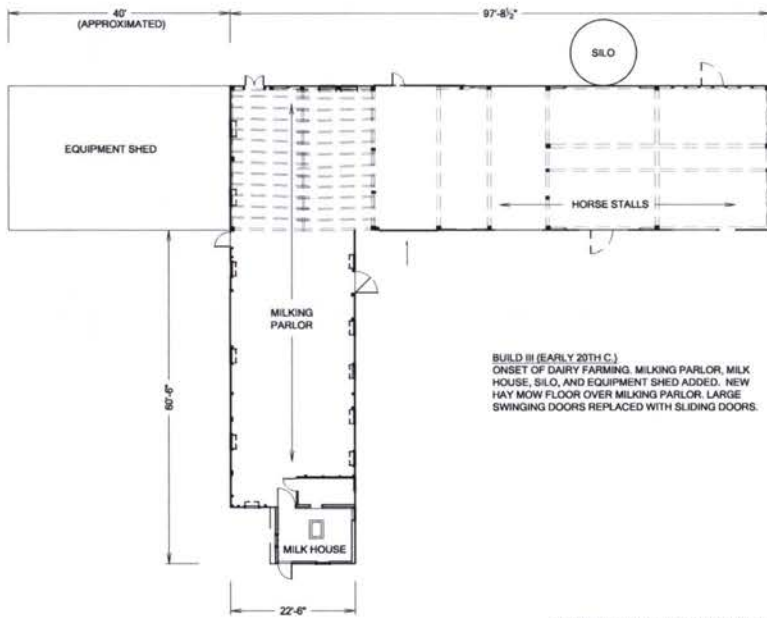 40'
(APPROXIMATED)
97'-8½"
SILO
EQUIPMENT SHED
HORSE STALLS
MILKING
PARLOR
BUILD III (EARLY 20TH C.)
ONSET OF DAIRY FARMING. MILKING PARLOR, MILK
HOUSE, SILO, AND EQUIPMENT SHED ADDED. NEW
HAY MOW FLOOR OVER MILKING PARLOR. LARGE
SWINGING DOORS REPLACED WITH SLIDING DOORS.
60'-6"
MILK HOUSE
22'-6"